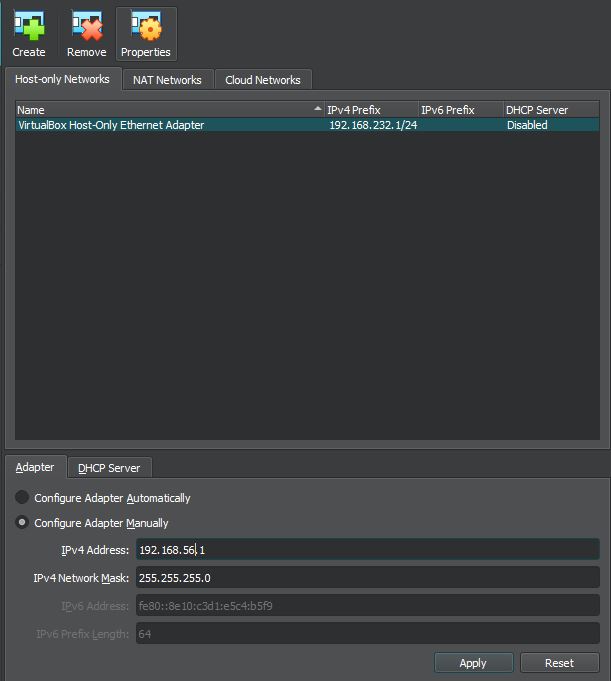 Create Remove Properties
Host-only Networks NAT Networks Cloud Networks
Name IPv4 Prefix IPv6 Prefix DHCP Server
VirtualBox Host-Only Ethernet Adapter 192.168.232.1/24 Disabled
Adapter DHCP Server
Configure Adapter Automatically
Configure Adapter Manually
IPv4 Address: 192.168.56.1
IPv4 Network Mask: 255.255.255.0
IPv6 Address: fe80::8e10:c3d1:e5c4:b5f9
IPv6 Prefix Length: 64
Apply Reset